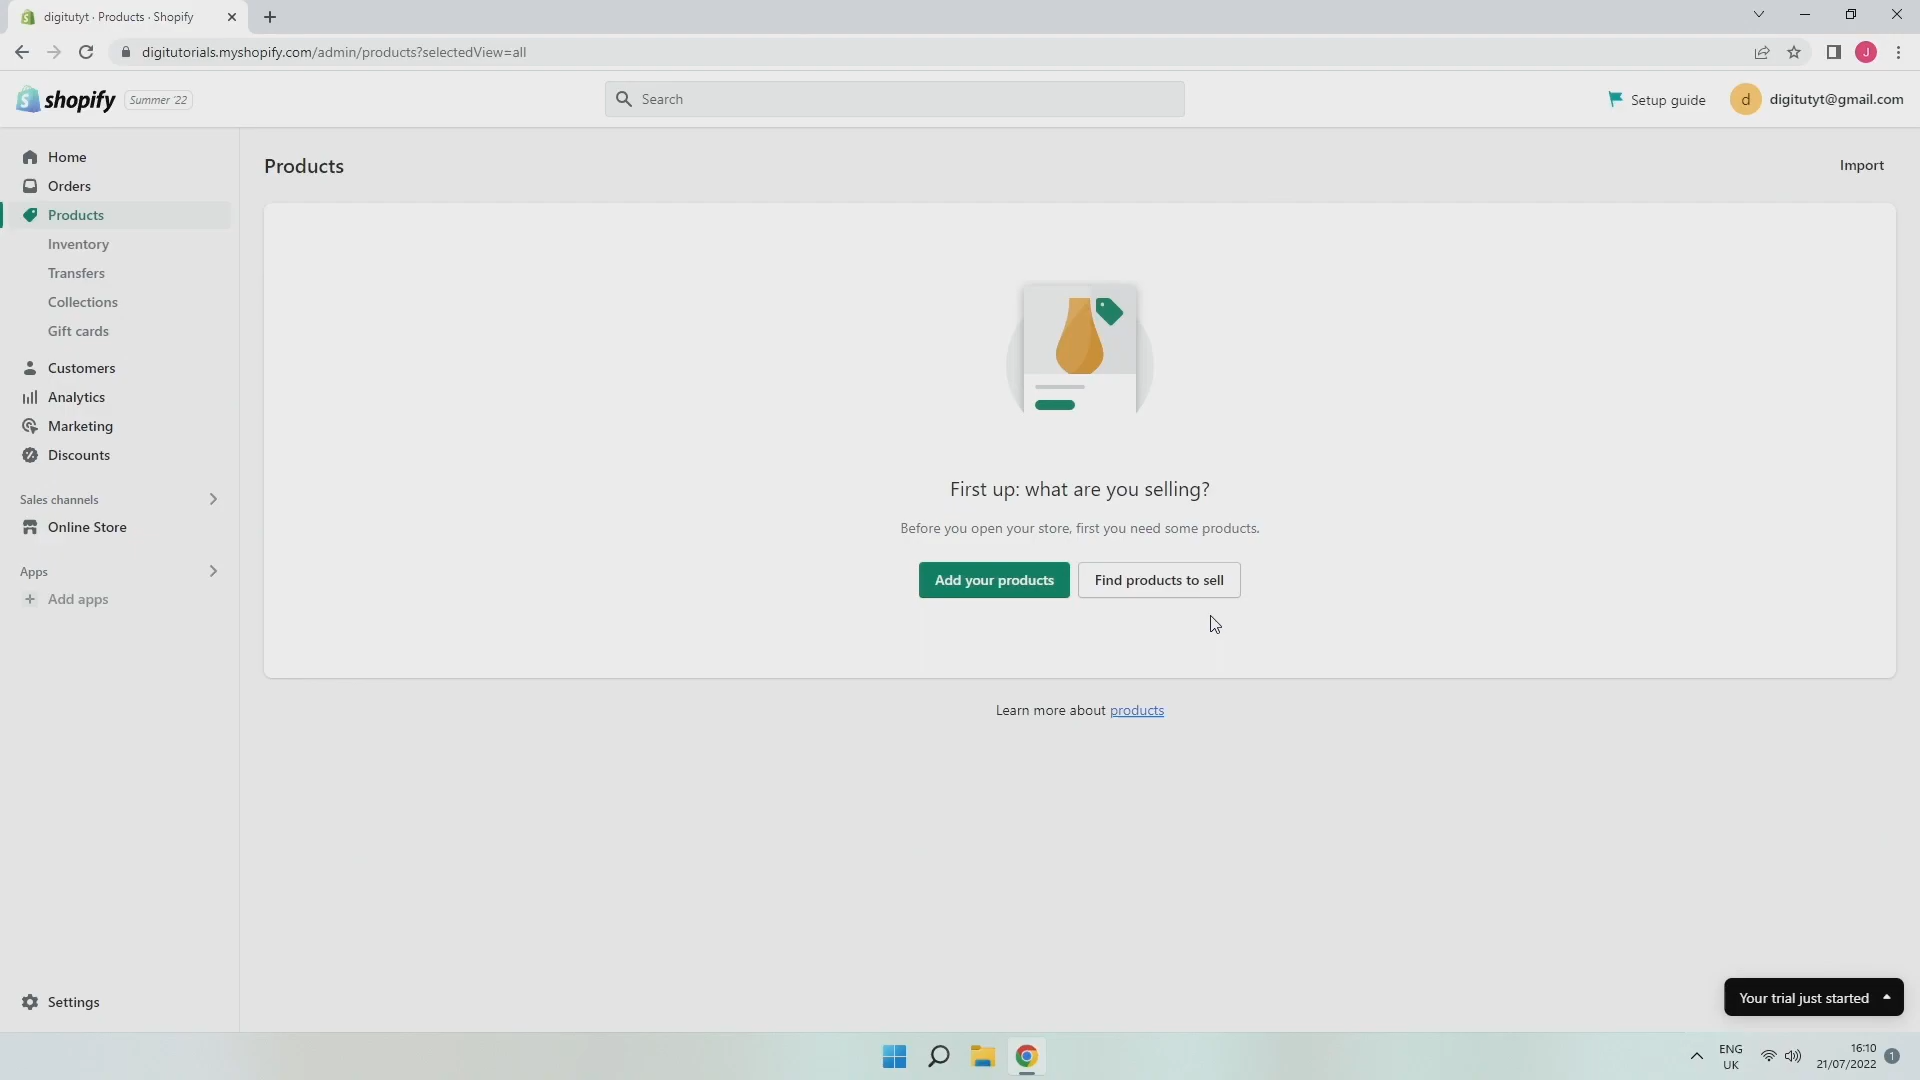 digitutyt · Products · Shopify
digitutorials.myshopify.com/admin/products?selectedView=all
J
shopify Summer '22
Search
Setup guide
d digitutyt@gmail.com
Home
Orders
Products
Inventory
Transfers
Collections
Gift cards
Customers
Analytics
Marketing
Discounts
Sales channels
Online Store
Apps
Add apps
Settings
Products
Import
First up: what are you selling?
Before you open your store, first you need some products.
Add your products
Find products to sell
Learn more about products
Your trial just started
ENG
UK
16:10
21/07/2022
1